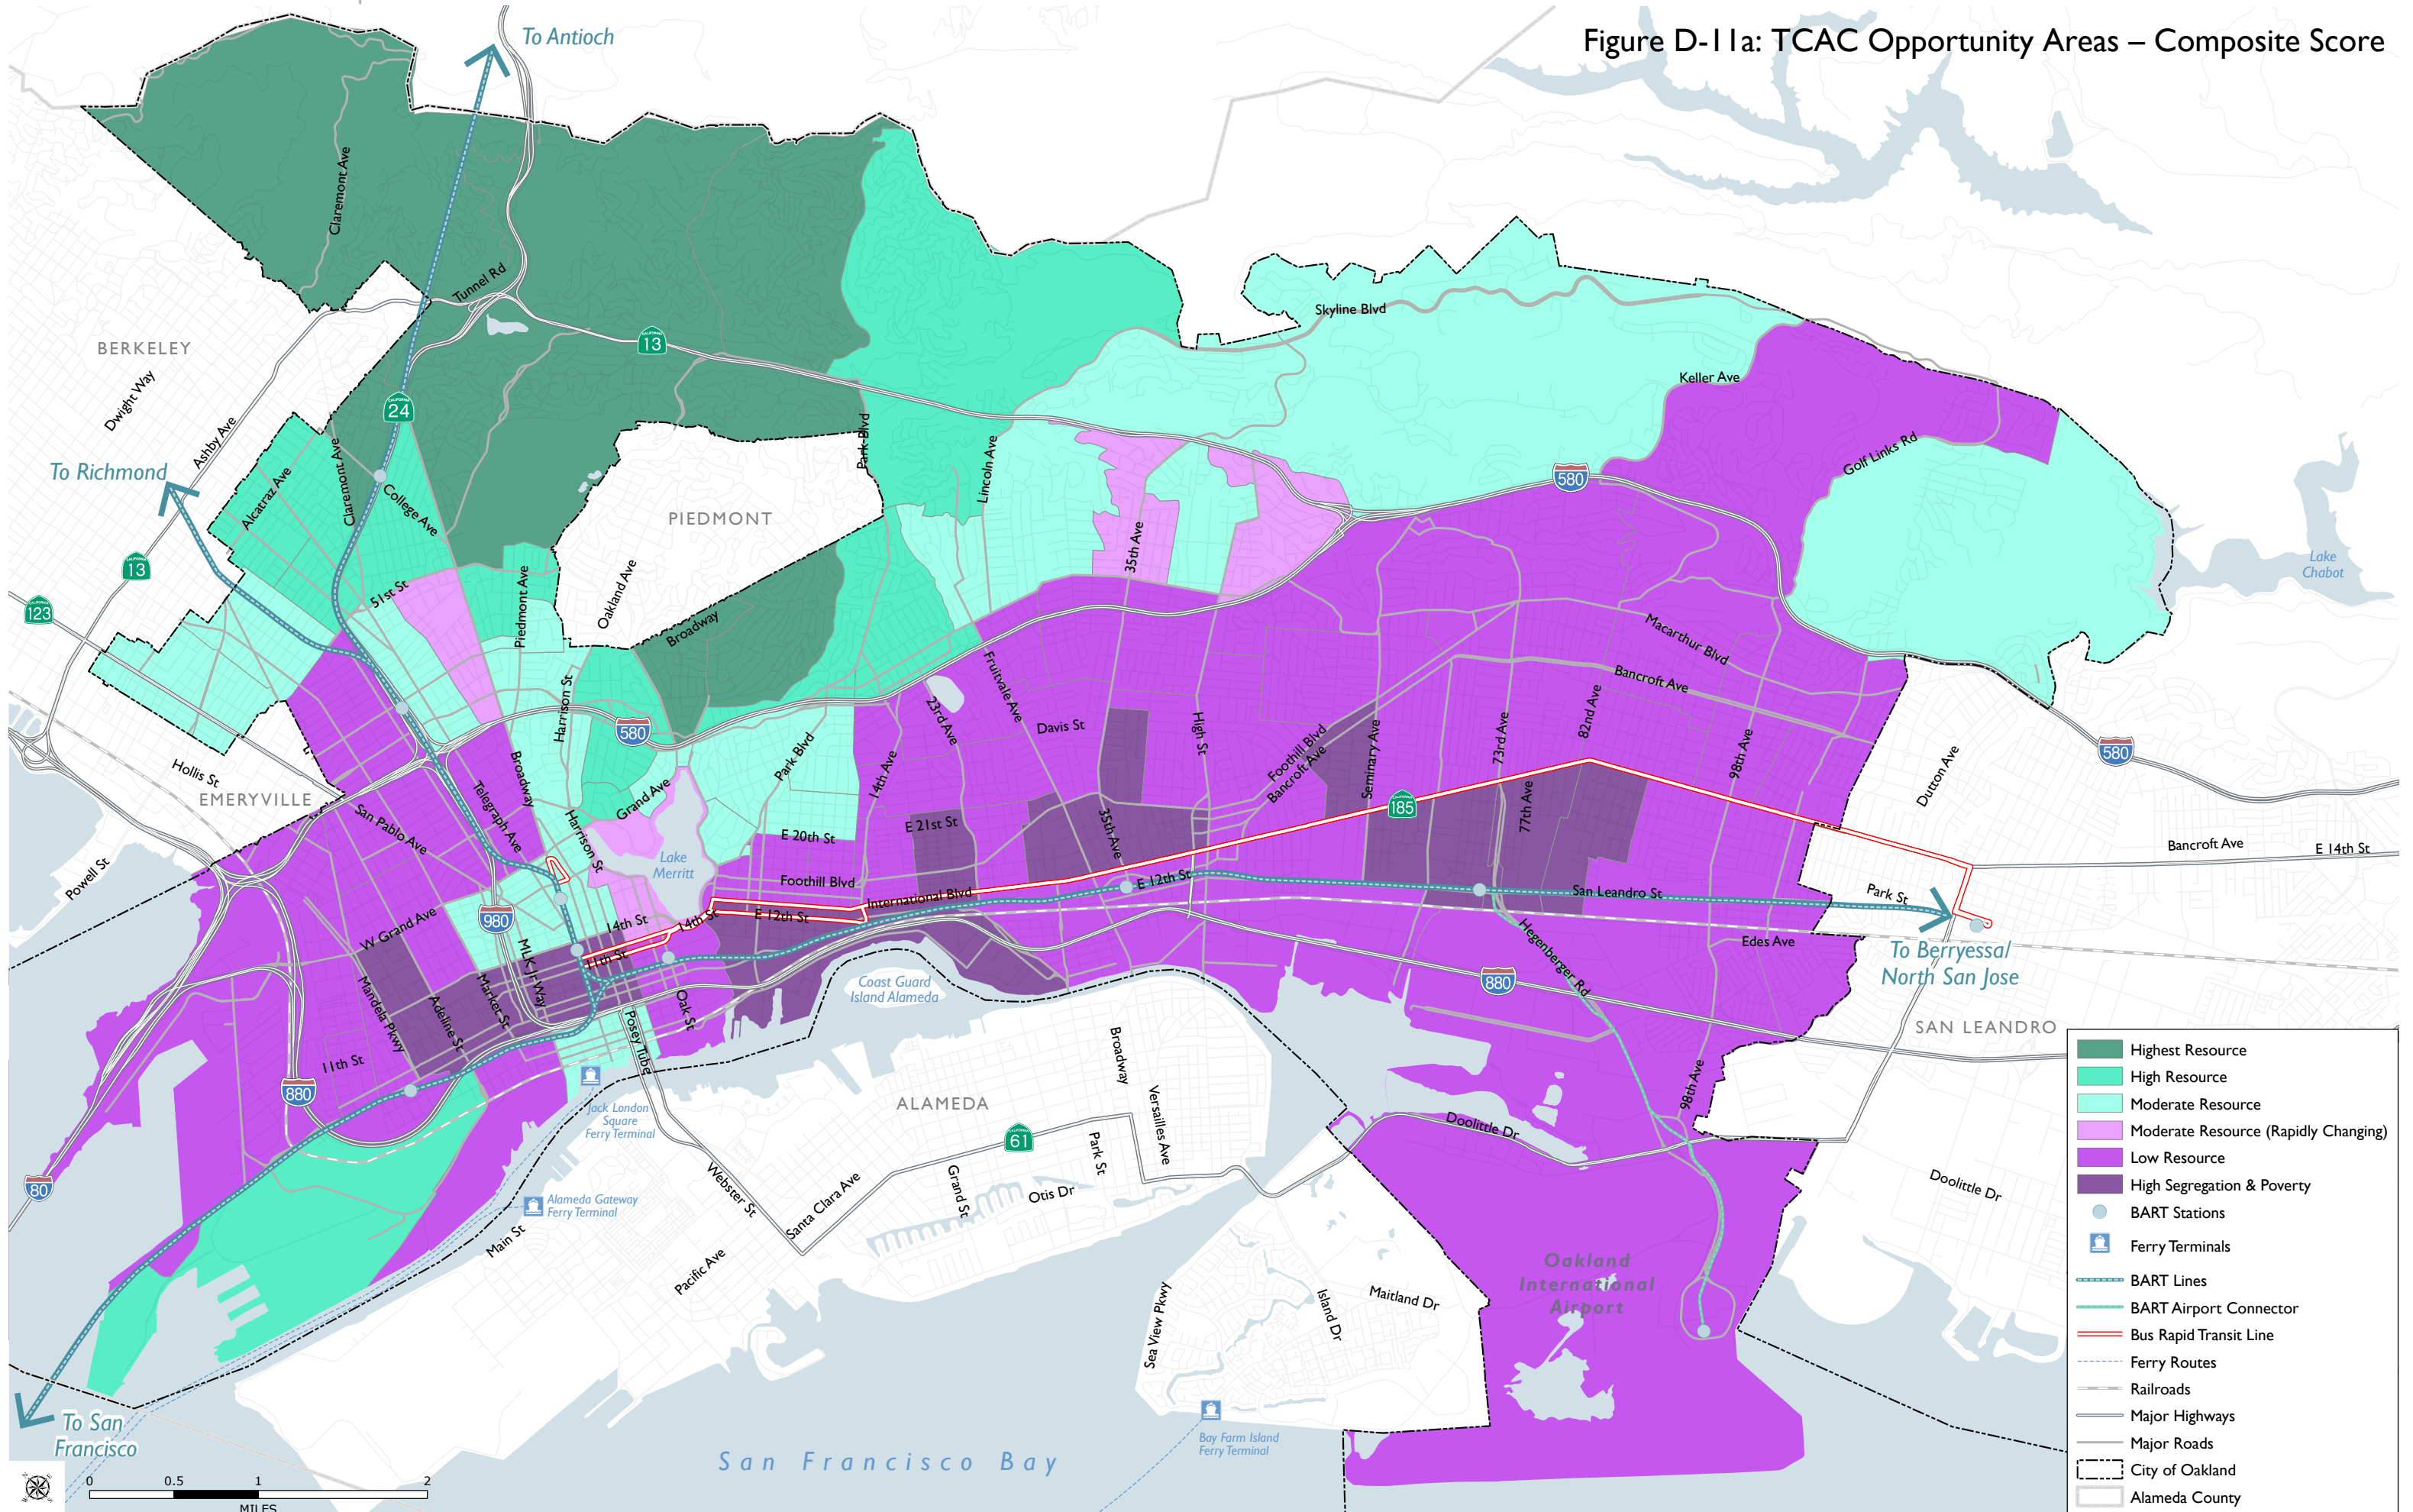 Figure D-11a: TCAC Opportunity Areas – Composite Score
To Antioch
Claremont Ave
Tunnel Rd
CALIFORNIA
13
Skyline Blvd
BERKELEY
Dwight Way
Keller Ave
CALIFORNIA
24
Ashby Ave
Park Blvd
Golf Links Rd
To Richmond
Alcatraz Ave
Claremont Ave
College Ave
Lincoln Ave
580
PIEDMONT
35th Ave
CALIFORNIA
13
Lake
Chabot
CALIFORNIA
123
51st St
Piedmont Ave
Oakland Ave
Broadway
Macarthur Blvd
Bancroft Ave
Fruitvale Ave
Harrison St
580
23rd Ave
Davis St
High St
Foothill Blvd
Bancroft Ave
Seminary Ave
73rd Ave
82nd Ave
98th Ave
580
Dutton Ave
Hollis St
EMERYVILLE
Broadway
Telegraph Ave
Park Blvd
14th Ave
Grand Ave
San Pablo Ave
Harrison St
E 20th St
E 21st St
35th Ave
CALIFORNIA
185
77th Ave
Bancroft Ave
E 14th St
Powell St
Lake
Merritt
Foothill Blvd
International Blvd
E 12th St
San Leandro St
Park St
W Grand Ave
980
14th St
14th St
E 12th St
11th St
MLK Jr Way
To Berryessal
North San Jose
Edes Ave
Hegenberger Rd
880
Coast Guard
Island Alameda
Mandela Pkwy
Adeline St
Market St
Oak St
Posey Tube
SAN LEANDRO
11th St
880
Jack London
Square
Ferry Terminal
ALAMEDA
Broadway
Versailles Ave
98th Ave
Doolittle Dr
CALIFORNIA
61
Park St
80
Alameda Gateway
Ferry Terminal
Webster St
Santa Clara Ave
Grand St
Otis Dr
Doolittle Dr
Main St
Pacific Ave
Oakland
International
Airport
Sea View Pkwy
Island Dr
Maitland Dr
To San
Francisco
Bay Farm Island
Ferry Terminal
San Francisco Bay
0 0.5 1 2
MILES
Highest Resource
High Resource
Moderate Resource
Moderate Resource (Rapidly Changing)
Low Resource
High Segregation & Poverty
BART Stations
Ferry Terminals
BART Lines
BART Airport Connector
Bus Rapid Transit Line
Ferry Routes
Railroads
Major Highways
Major Roads
City of Oakland
Alameda County